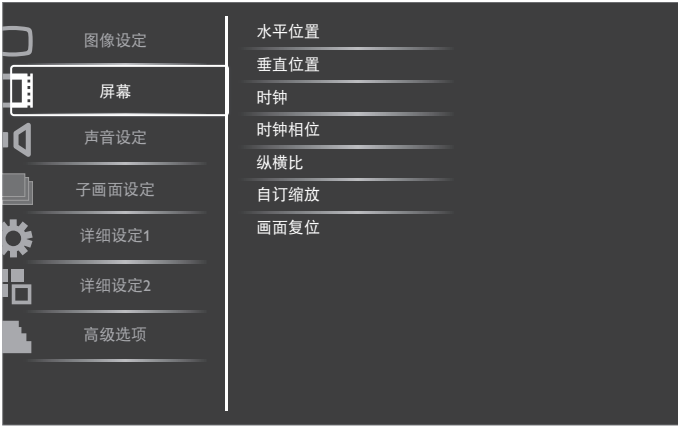 图像设定
屏幕
声音设定
子画面设定
详细设定1
详细设定2
高级选项
水平位置
垂直位置
时钟
时钟相位
纵横比
自订缩放
画面复位